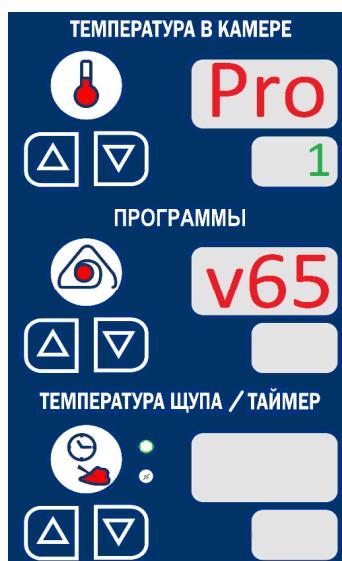 ТЕМПЕРАТУРА В КАМЕРЕ
Pro
1
ПРОГРАММЫ
v65
ТЕМПЕРАТУРА ЩУПА / ТАЙМЕР